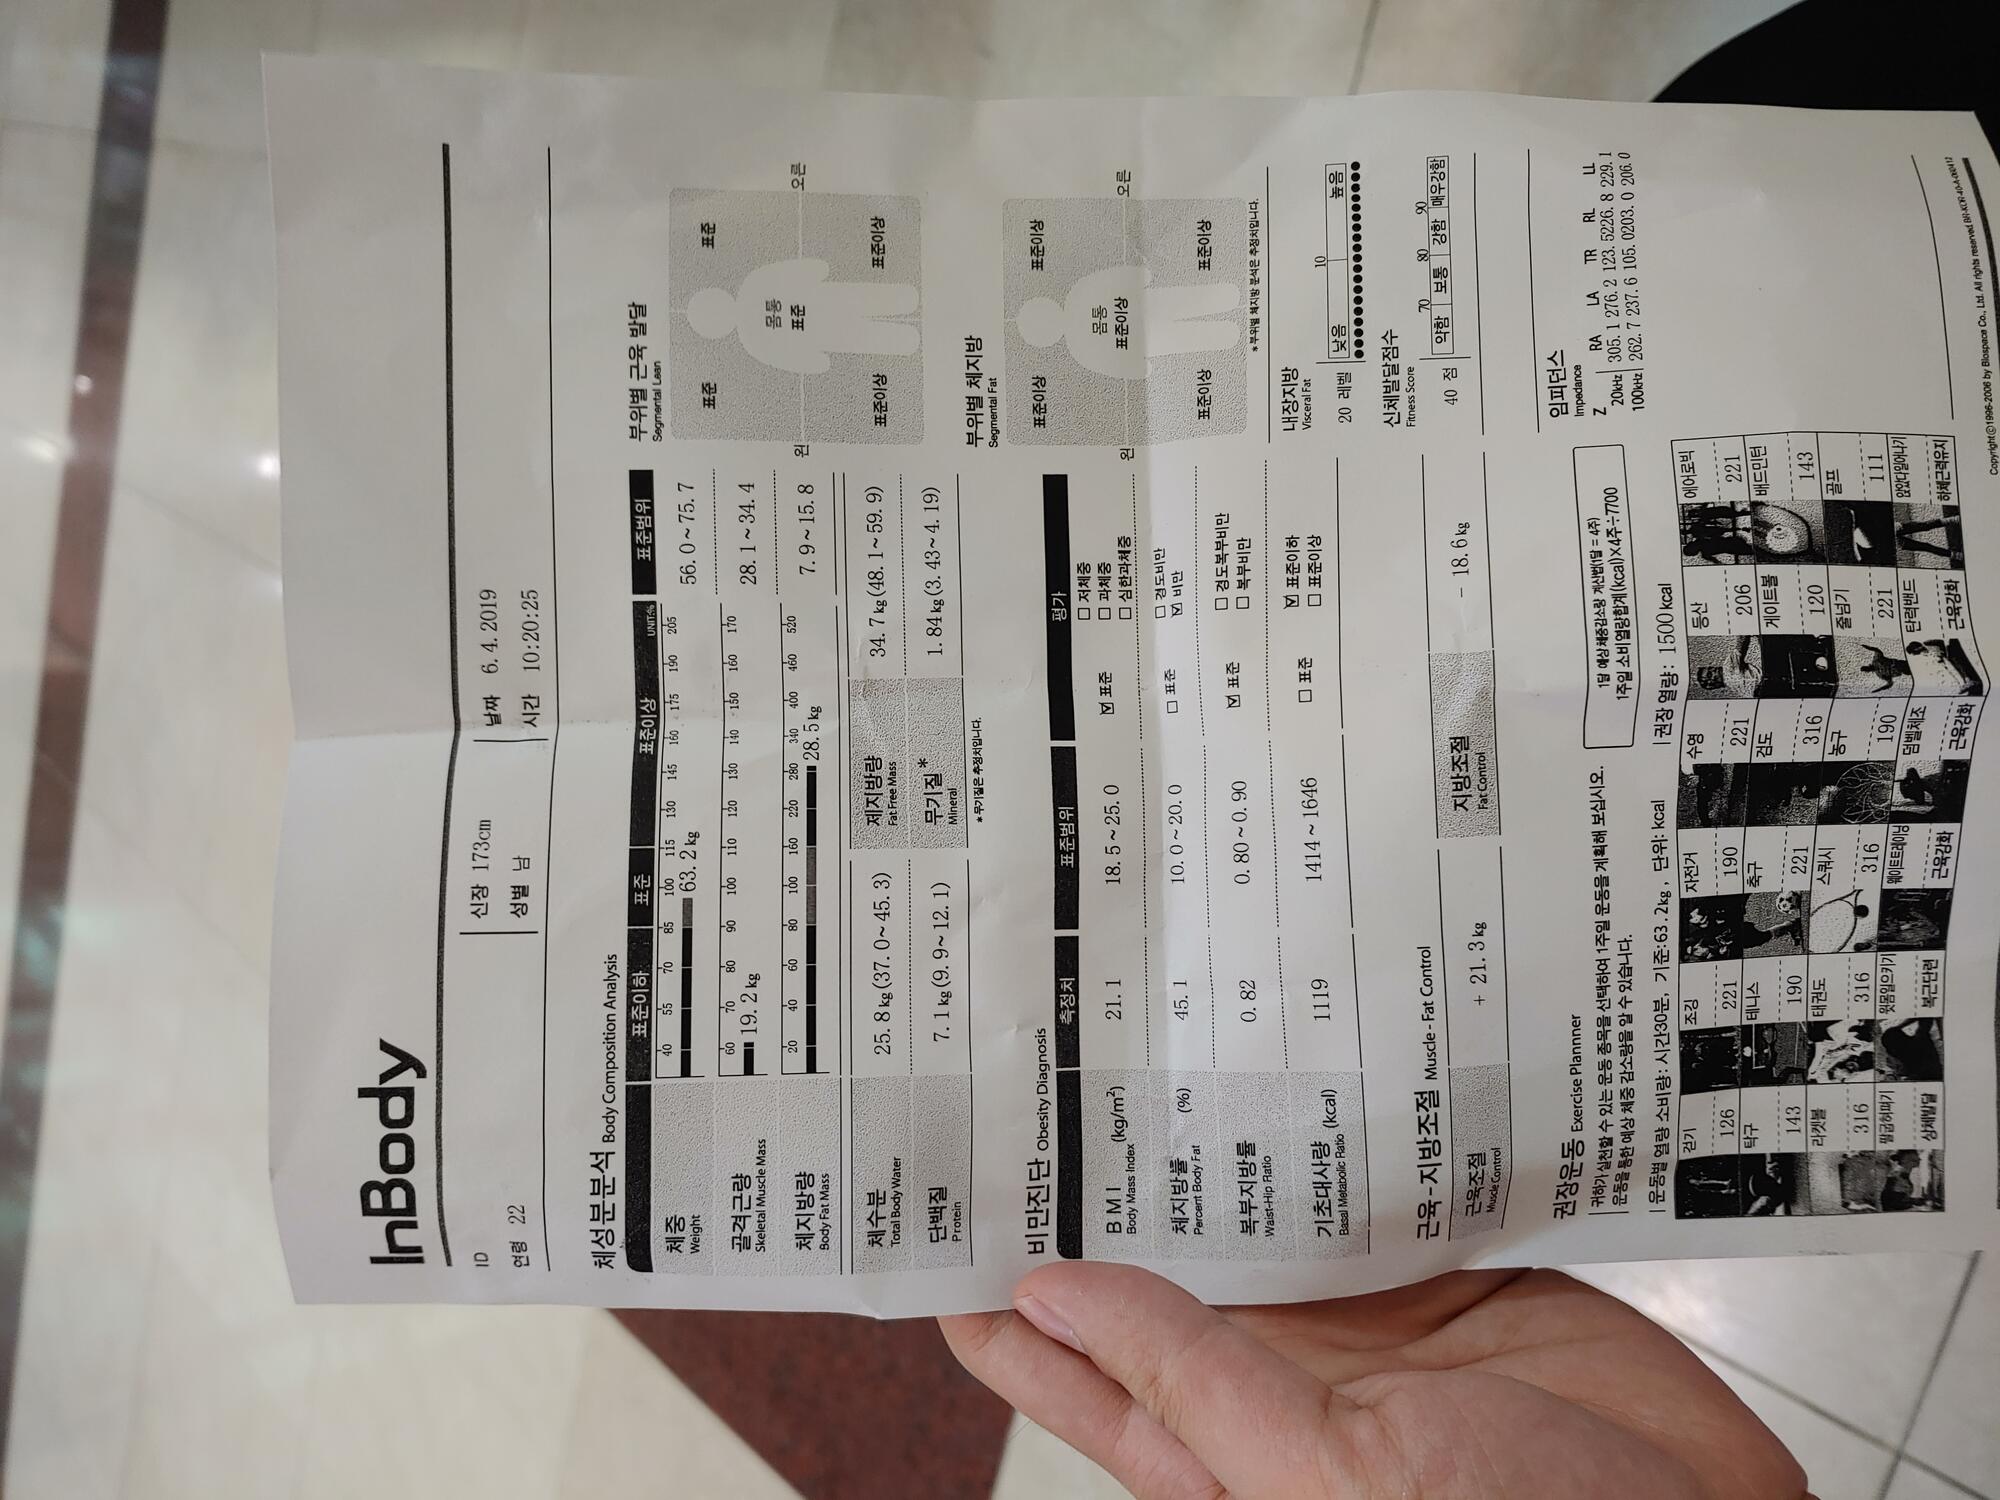 InBody
ID
신장 173cm
날짜 6. 4. 2019
연령 22
성별 남
시간 10:20:25
체성분분석 Body Composition Analysis
표준이하 표준 표준이상 UNIT:% 표준범위
체중
Weight
40 55 70 85 100 115 130 145 160 175 190 205
63. 2 kg
56. 0~75. 7
골격근량
Skeletal Muscle Mass
60 70 80 90 100 110 120 130 140 150 160 170
19. 2 kg
28. 1~34. 4
체지방량
Body Fat Mass
20 40 60 80 100 160 220 280 340 400 460 520
28. 5 kg
7. 9~15. 8
체수분
Total Body Water
25. 8 kg (37. 0~45. 3)
제지방량
Fat Free Mass
34. 7 kg (48. 1~59. 9)
단백질
Protein
7. 1 kg (9. 9~12. 1)
무기질 *
Mineral
1. 84 kg (3. 43~4. 19)
*무기질은 추정치입니다.
부위별 근육 발달
Segmental Lean
표준 표준
몸통
표준
왼 오른
표준이상 표준이상
부위별 체지방
Segmental Fat
표준이상 표준이상
몸통
표준이상
왼 오른
표준이상 표준이상
*부위별 체지방 분석은 추정치입니다.
비만진단 Obesity Diagnosis
측정치 표준범위 평가
B M I (kg/m²)
Body Mass Index
21. 1
18. 5~25. 0
☑ 표준
□ 저체중
□ 과체중
□ 심한과체중
체지방률 (%)
Percent Body Fat
45. 1
10. 0~20. 0
□ 표준
□ 경도비만
☑ 비만
복부지방률
Waist-Hip Ratio
0. 82
0. 80~0. 90
☑ 표준
□ 경도복부비만
□ 복부비만
기초대사량 (kcal)
Basal Metabolic Ratio
1119
1414~1646
□ 표준
☑ 표준이하
□ 표준이상
내장지방
Visceral Fat
20 레벨
낮음 10 높음
신체발달점수
Fitness Score
40 점
70 80 90
약함 보통 강함 매우강함
근육-지방조절 Muscle - Fat Control
근육조절
Muscle Control
+ 21. 3 kg
지방조절
Fat Control
- 18. 6 kg
임피던스
Impedance
Z RA LA TR RL LL
20kHz 305. 1 276. 2 123. 5226. 8 229. 1
100kHz 262. 7 237. 6 105. 0203. 0 206. 0
권장운동 Exercise Plannner
귀하가 실천할 수 있는 운동 종목을 선택하여 1주일 운동을 계획해 보십시오.
운동을 통한 예상 체중 감소량을 알 수 있습니다.
1달 예상 체중감소량 계산법(1달 = 4주)
1주일 소비열량합계(kcal)×4주÷7700
운동별 열량 소비량: 시간30분, 기준:63. 2kg, 단위: kcal
권장 열량: 1500 kcal
걷기 조깅 자전거 수영 등산 에어로빅
126 221 190 221 206 221
탁구 테니스 축구 검도 게이트볼 배드민턴
143 190 221 316 120 143
라켓볼 태권도 스쿼시 농구 줄넘기 골프
316 316 316 190 221 111
팔굽혀펴기 윗몸일으키기 웨이트트레이닝 덤벨체조 탄력밴드 앉았다일어나기
상체발달 복근단련 근육강화 근육강화 근육강화 하체근력유지
Copyright©1996-2006 by Biospace Co., Ltd. All rights reserved BR-KOR-40-A-060412